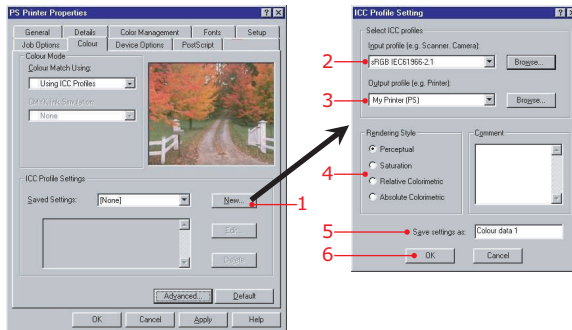 PS Printer Properties
General Details Color Management Fonts Setup
Job Options Colour Device Options PostScript
Colour Mode
Colour Match Using:
Using ICC Profiles
CMYK Ink Simulation:
None
ICC Profile Settings
Saved Settings: [None] New... 1
Edit...
Delete
Advanced... Default
OK Cancel Apply Help
ICC Profile Setting
Select ICC profiles
Input profile (e.g. Scanner. Camera):
2 sRGB IEC61966-2.1 Browse...
Output profile (e.g. Printer):
3 My Printer (PS) Browse...
Rendering Style Comment
Perceptual
Saturation
4 Relative Colorimetric
Absolute Colorimetric
5 Save settings as: Colour data 1
6 OK Cancel